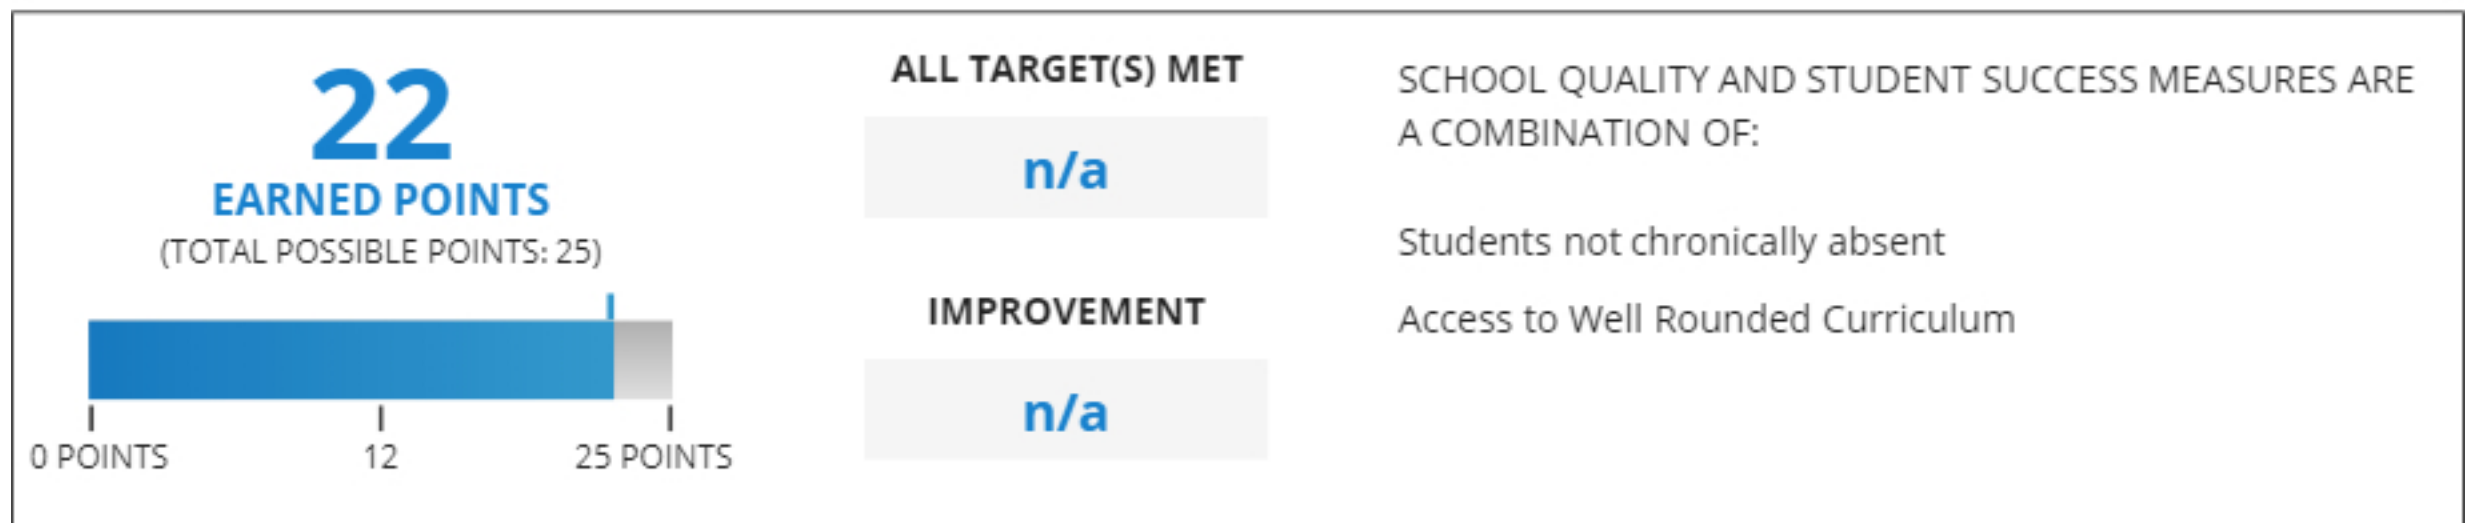 22
EARNED POINTS
(TOTAL POSSIBLE POINTS: 25)
0 POINTS
12
25 POINTS
ALL TARGET(S) MET
n/a
IMPROVEMENT
n/a
SCHOOL QUALITY AND STUDENT SUCCESS MEASURES ARE
A COMBINATION OF:
Students not chronically absent
Access to Well Rounded Curriculum